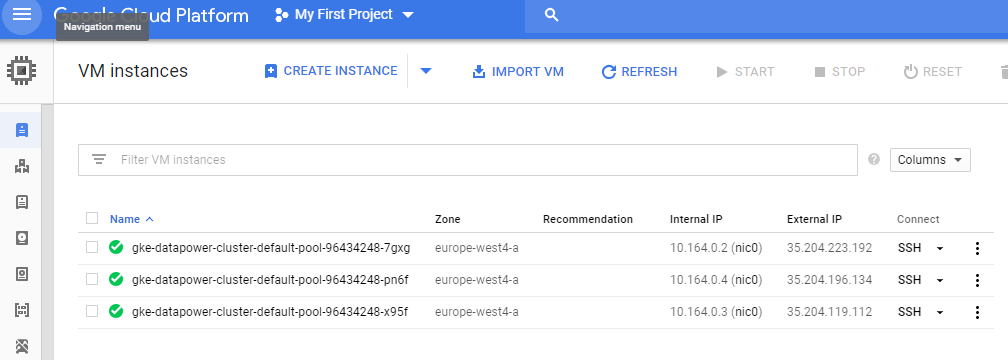 Google Cloud Platform My First Project
Navigation menu
VM instances CREATE INSTANCE IMPORT VM REFRESH START STOP RESET
Filter VM instances Columns
Name Zone Recommendation Internal IP External IP Connect
gke-datapower-cluster-default-pool-96434248-7gxg europe-west4-a 10.164.0.2 (nic0) 35.204.223.192 SSH
gke-datapower-cluster-default-pool-96434248-pn6f europe-west4-a 10.164.0.4 (nic0) 35.204.196.134 SSH
gke-datapower-cluster-default-pool-96434248-x95f europe-west4-a 10.164.0.3 (nic0) 35.204.119.112 SSH